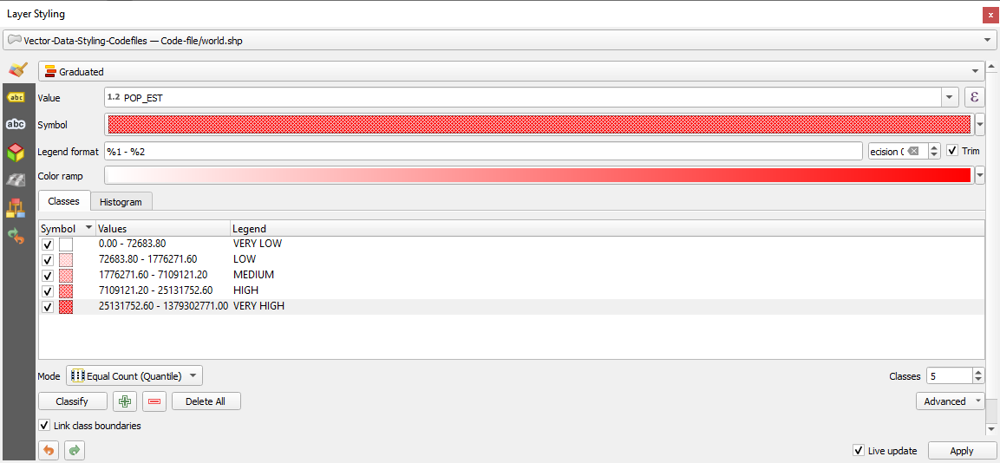 Layer Styling
x
Vector-Data-Styling-Codefiles — Code-file/world.shp
Graduated
abc
Value 1.2 POP_EST ε
abc
Symbol
Legend format %1 - %2 ecision 0 Trim
Color ramp
Classes Histogram
Symbol Values Legend
0.00 - 72683.80 VERY LOW
72683.80 - 1776271.60 LOW
1776271.60 - 7109121.20 MEDIUM
7109121.20 - 25131752.60 HIGH
25131752.60 - 1379302771.00 VERY HIGH
Mode Equal Count (Quantile) Classes 5
Classify Delete All Advanced
Link class boundaries
Live update Apply